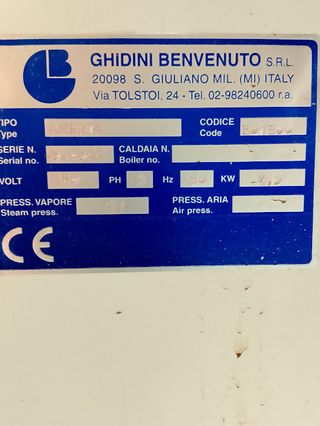 GHIDINI BENVENUTO S.R.L.
20098 S. GIULIANO MIL. (MI) ITALY
Via TOLSTOI, 24 - Tel. 02-98240600 r.a.
TIPO CODICE
Type Code
SERIE N. CALDAIA N.
Serial no. Boiler no.
VOLT PH Hz KW
PRESS. VAPORE PRESS. ARIA
Steam press. Air press.
CE